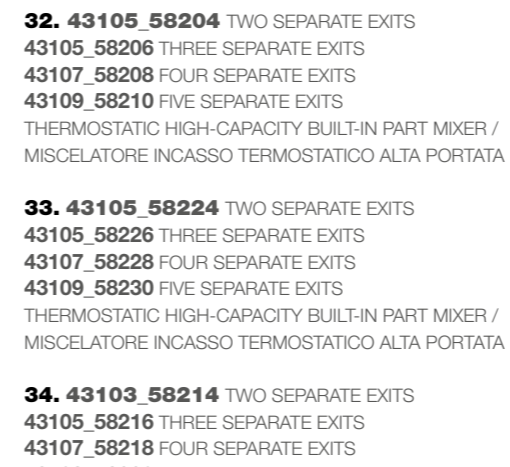 32. 43105_58204 TWO SEPARATE EXITS
43105_58206 THREE SEPARATE EXITS
43107_58208 FOUR SEPARATE EXITS
43109_58210 FIVE SEPARATE EXITS
THERMOSTATIC HIGH-CAPACITY BUILT-IN PART MIXER /
MISCELATORE INCASSO TERMOSTATICO ALTA PORTATA
33. 43105_58224 TWO SEPARATE EXITS
43105_58226 THREE SEPARATE EXITS
43107_58228 FOUR SEPARATE EXITS
43109_58230 FIVE SEPARATE EXITS
THERMOSTATIC HIGH-CAPACITY BUILT-IN PART MIXER /
MISCELATORE INCASSO TERMOSTATICO ALTA PORTATA
34. 43103_58214 TWO SEPARATE EXITS
43105_58216 THREE SEPARATE EXITS
43107_58218 FOUR SEPARATE EXITS